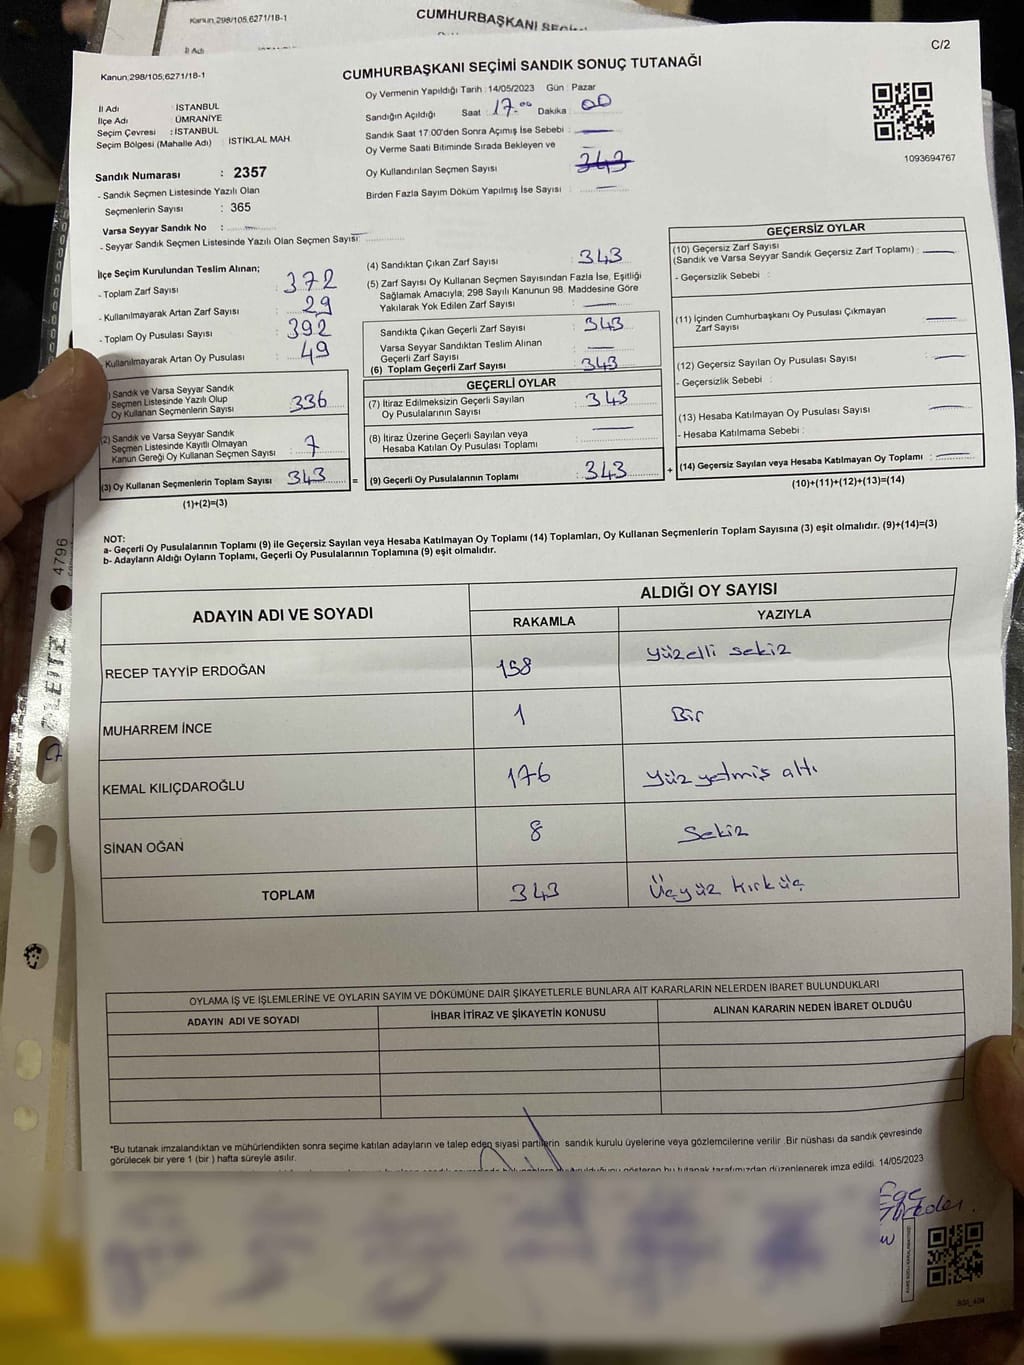 Kanun,298/105,6271/18-1
CUMHURBAŞKANI
İl Adı
C/2
Kanun,298/105,6271/18-1
CUMHURBAŞKANI SEÇİMİ SANDIK SONUÇ TUTANAĞI
İl Adı : İSTANBUL
İlçe Adı : ÜMRANİYE
Seçim Çevresi : İSTANBUL
Seçim Bölgesi (Mahalle Adı) : İSTİKLAL MAH.
Sandık Numarası : 2357
- Sandık Seçmen Listesinde Yazılı Olan
Seçmenlerin Sayısı : 365
Varsa Seyyar Sandık No :
- Seyyar Sandık Seçmen Listesinde Yazılı Olan Seçmen Sayısı:
Oy Vermenin Yapıldığı Tarih : 14/05/2023 Gün : Pazar
Sandığın Açıldığı Saat : 17.00 Dakika : 00
Sandık Saat 17:00'den Sonra Açımış İse Sebebi :
Oy Verme Saati Bitiminde Sırada Bekleyen ve
Oy Kullandırılan Seçmen Sayısı : 343
Birden Fazla Sayım Döküm Yapılmış İse Sayısı :
1093694767
İlçe Seçim Kurulundan Teslim Alınan;
- Toplam Zarf Sayısı : 372
- Kullanılmayarak Artan Zarf Sayısı : 29
- Toplam Oy Pusulası Sayısı : 392
Kullanılmayarak Artan Oy Pusulası : 49
) Sandık ve Varsa Seyyar Sandık
Seçmen Listesinde Yazılı Olup
Oy Kullanan Seçmenlerin Sayısı 336
(2) Sandık ve Varsa Seyyar Sandık
Seçmen Listesinde Kayıtlı Olmayan
Kanun Gereği Oy Kullanan Seçmen Sayısı 7
(3) Oy Kullanan Seçmenlerin Toplam Sayısı 343 =
(1)+(2)=(3)
(4) Sandıktan Çıkan Zarf Sayısı : 343
(5) Zarf Sayısı Oy Kullanan Seçmen Sayısından Fazla İse, Eşitliği
Sağlamak Amacıyla, 298 Sayılı Kanunun 98. Maddesine Göre
Yakılarak Yok Edilen Zarf Sayısı :
Sandıkta Çıkan Geçerli Zarf Sayısı : 343
Varsa Seyyar Sandıktan Teslim Alınan
Geçerli Zarf Sayısı :
(6) Toplam Geçerli Zarf Sayısı : 343
GEÇERLİ OYLAR
(7) İtiraz Edilmeksizin Geçerli Sayılan
Oy Pusulalarının Sayısı : 343
(8) İtiraz Üzerine Geçerli Sayılan veya
Hesaba Katılan Oy Pusulası Toplamı :
(9) Geçerli Oy Pusulalarının Toplamı : 343 +
GEÇERSİZ OYLAR
(10) Geçersiz Zarf Sayısı
(Sandık ve Varsa Seyyar Sandık Geçersiz Zarf Toplamı) :
- Geçersizlik Sebebi :
(11) İçinden Cumhurbaşkanı Oy Pusulası Çıkmayan
Zarf Sayısı :
(12) Geçersiz Sayılan Oy Pusulası Sayısı :
- Geçersizlik Sebebi :
(13) Hesaba Katılmayan Oy Pusulası Sayısı :
- Hesaba Katılmama Sebebi :
(14) Geçersiz Sayılan veya Hesaba Katılmayan Oy Toplamı :
(10)+(11)+(12)+(13)=(14)
NOT:
a- Geçerli Oy Pusulalarının Toplamı (9) ile Geçersiz Sayılan veya Hesaba Katılmayan Oy Toplamı (14) Toplamları, Oy Kullanan Seçmenlerin Toplam Sayısına (3) eşit olmalıdır. (9)+(14)=(3)
b- Adayların Aldığı Oyların Toplamı, Geçerli Oy Pusulalarının Toplamına (9) eşit olmalıdır.
4796
LEITZ
ADAYIN ADI VE SOYADI
ALDIĞI OY SAYISI
RAKAMLA YAZIYLA
RECEP TAYYİP ERDOĞAN 158 yüzelli sekiz
MUHARREM İNCE 1 Bir
KEMAL KILIÇDAROĞLU 176 yüz yetmiş altı
SİNAN OĞAN 8 Sekiz
TOPLAM 343 Üçyüz kırküç
OYLAMA İŞ VE İŞLEMLERİNE VE OYLARIN SAYIM VE DÖKÜMÜNE DAİR ŞİKAYETLERLE BUNLARA AİT KARARLARIN NELERDEN İBARET BULUNDUKLARI
ADAYIN ADI VE SOYADI İHBAR İTİRAZ VE ŞİKAYETİN KONUSU ALINAN KARARIN NEDEN İBARET OLDUĞU
*Bu tutanak imzalandıktan ve mühürlendikten sonra seçime katılan adayların ve talep eden siyasi partilerin sandık kurulu üyelerine veya gözlemcilerine verilir .Bir nüshası da sandık çevresinde
görülecek bir yere 1 (bir ) hafta süreyle asılır.
gösteren bu tutanak tarafımızdan düzenlenerek imza edildi. 14/05/2023
Ege